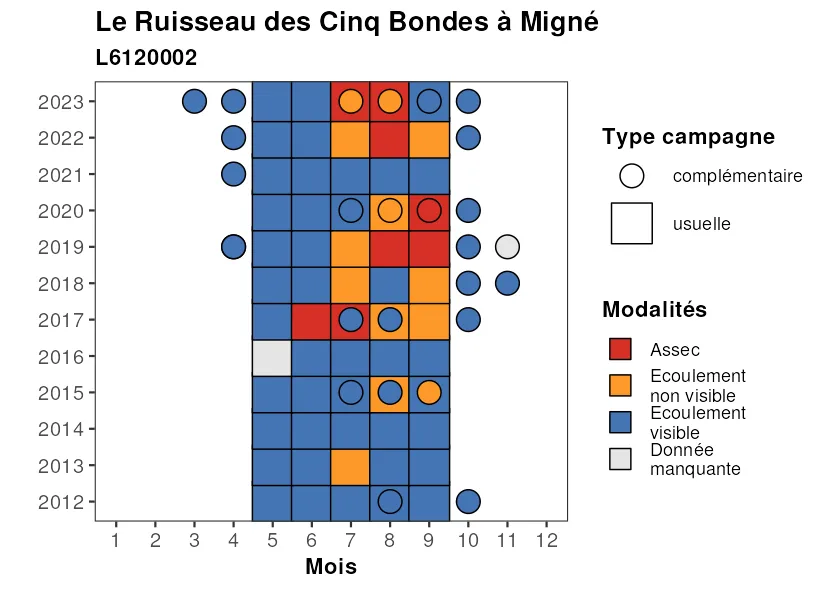 Le Ruisseau des Cinq Bondes à Migné
L6120002
2023
2022
2021
2020
2019
2018
2017
2016
2015
2014
2013
2012
1 2 3 4 5 6 7 8 9 10 11 12
Mois
Type campagne
complémentaire
usuelle
Modalités
Assec
Ecoulement
non visible
Ecoulement
visible
Donnée
manquante